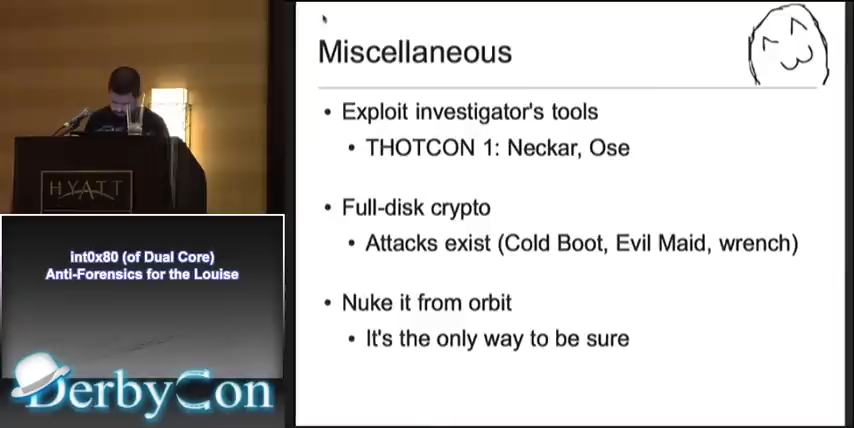 HYATT
int0x80 (of Dual Core)
Anti-Forensics for the Louise
DerbyCon
Miscellaneous
• Exploit investigator's tools
• THOTCON 1: Neckar, Ose
• Full-disk crypto
• Attacks exist (Cold Boot, Evil Maid, wrench)
• Nuke it from orbit
• It's the only way to be sure